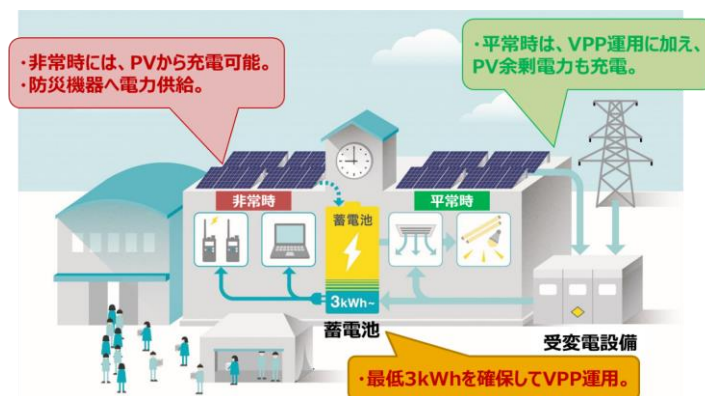 ・非常時には、PVから充電可能。
・防災機器へ電力供給。
・平常時は、VPP運用に加え、
PV余剰電力も充電。
非常時
蓄電池
平常時
3kWh~
蓄電池
受変電設備
・最低3kWhを確保してVPP運用。